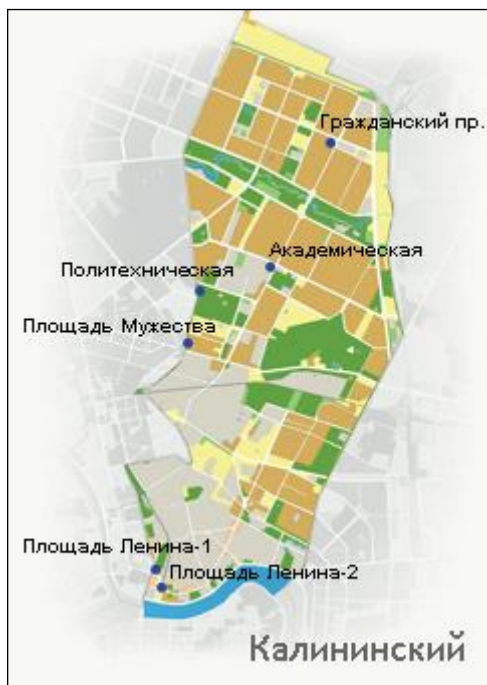 Гражданский пр.
Академическая
Политехническая
Площадь Мужества
Площадь Ленина-1
Площадь Ленина-2
Калининский